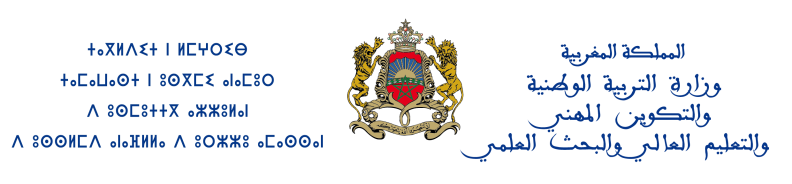 المملكة المغربية
وزارة التربية الوطنية
والتكوين المهني
والتعليم العالي والبحث العلمي
ⵜⴰⴳⵍⴷⵉⵜ ⵏ ⵍⵎⵖⵔⵉⴱ
ⵜⴰⵎⴰⵡⴰⵙⵜ ⵏ ⵓⵙⴳⵎⵉ ⴰⵏⴰⵎⵓⵔ
ⴷ ⵓⵙⵎⵓⵜⵜⴳ ⴰⵣⵣⵓⵍⴰⵏ
ⴷ ⵓⵙⵙⵍⵎⴷ ⴰⵏⴰⴼⵍⵍⴰ ⴷ ⵓⵔⵣⵣⵓ ⴰⵎⴰⵙⵙⴰⵏ